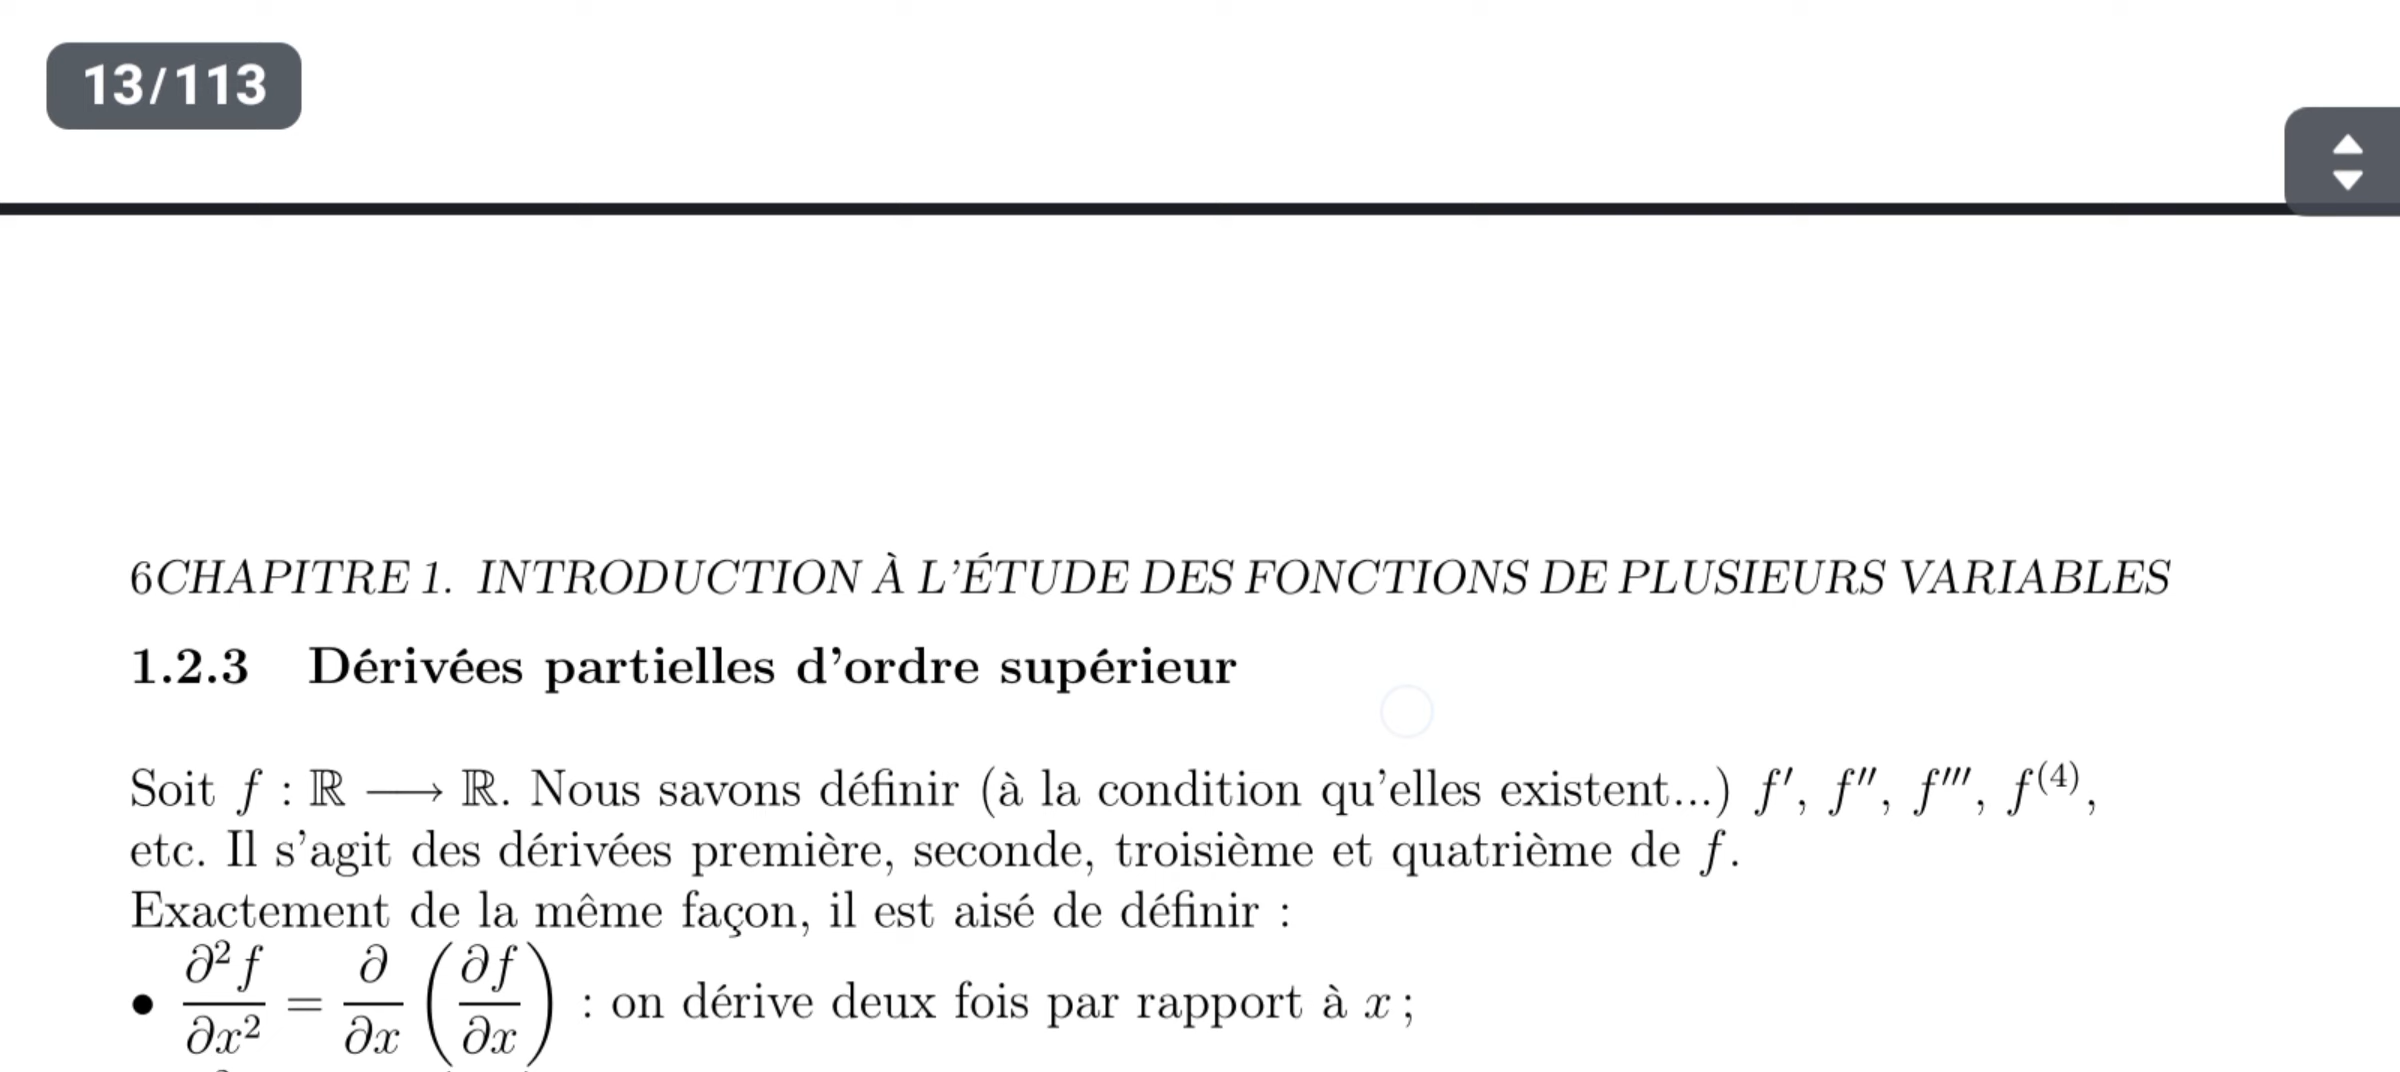 13/113
6CHAPITRE 1. INTRODUCTION À L'ÉTUDE DES FONCTIONS DE PLUSIEURS VARIABLES
1.2.3 Dérivées partielles d'ordre supérieur
Soit f : ℝ ⟶ ℝ. Nous savons définir (à la condition qu'elles existent...) f′, f″, f‴, f⁽⁴⁾,
etc. Il s'agit des dérivées première, seconde, troisième et quatrième de f.
Exactement de la même façon, il est aisé de définir :
• ∂²f/∂x² = ∂/∂x (∂f/∂x) : on dérive deux fois par rapport à x ;